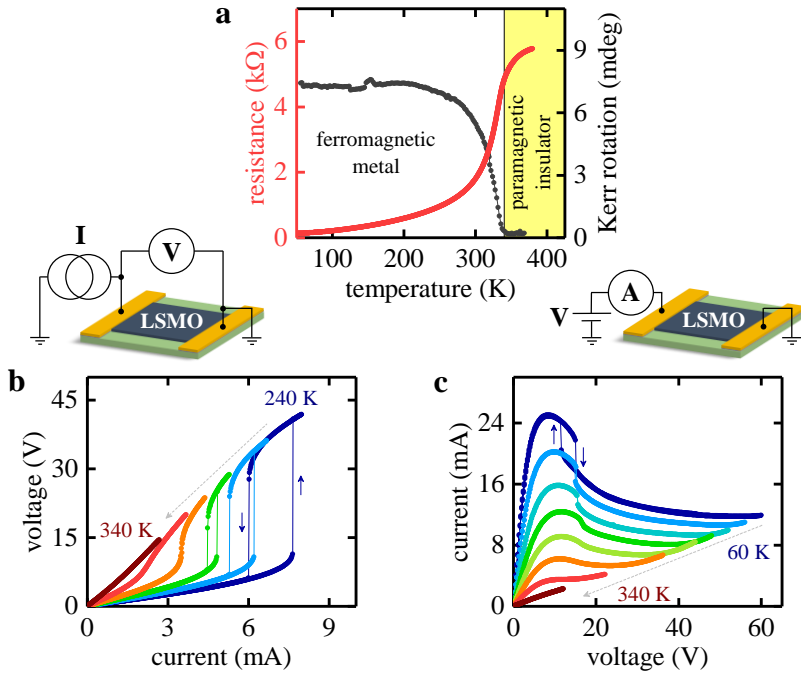 a
resistance (kΩ)
6
4
2
0
ferromagnetic
metal
paramagnetic
insulator
9
6
3
0
Kerr rotation (mdeg)
100 200 300 400
temperature (K)
I
V
LSMO
V
A
LSMO
b
voltage (V)
45
30
15
0
240 K
340 K
0 3 6 9
current (mA)
c
current (mA)
24
16
8
0
60 K
340 K
0 20 40 60
voltage (V)